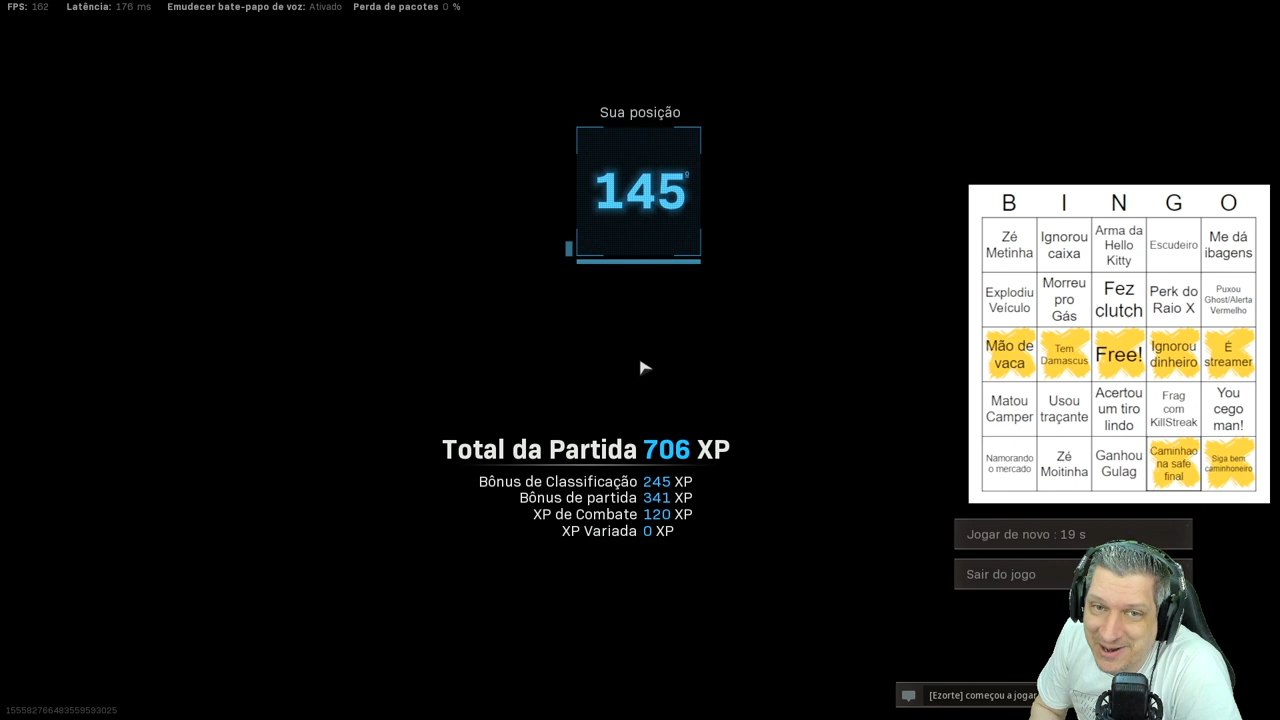 FPS: 162 Latência: 176 ms Emudecer bate-papo de voz: Ativado Perda de pacotes 0 %
Sua posição
145º
B I N G O
Zé Metinha
Ignorou caixa
Arma da Hello Kitty
Escudeiro
Me dá ibagens
Explodiu Veículo
Morreu pro Gás
Fez clutch
Perk do Raio X
Puxou Ghost/Alerta Vermelho
Mão de vaca
Tem Damascus
Free!
Ignorou dinheiro
É streamer
Matou Camper
Usou traçante
Acertou um tiro lindo
Frag com KillStreak
You cego man!
Namorando o mercado
Zé Moitinha
Ganhou Gulag
Caminhao na safe final
Siga bem caminhoneiro
Total da Partida 706 XP
Bônus de Classificação 245 XP
Bônus de partida 341 XP
XP de Combate 120 XP
XP Variada 0 XP
Jogar de novo : 19 s
Sair do jogo
[Ezorte] começou a jogar